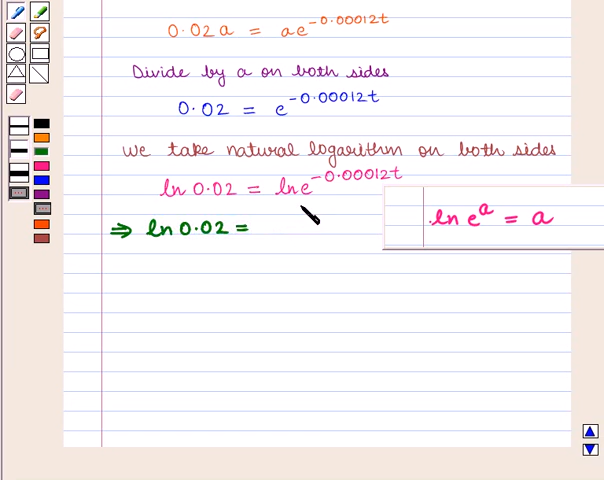 0.02a = ae^-0.00012t
Divide by a on both sides
0.02 = e^-0.00012t
We take natural logarithm on both sides
ln 0.02 = ln e^-0.00012t
ln e^a = a
⇒ ln 0.02 =